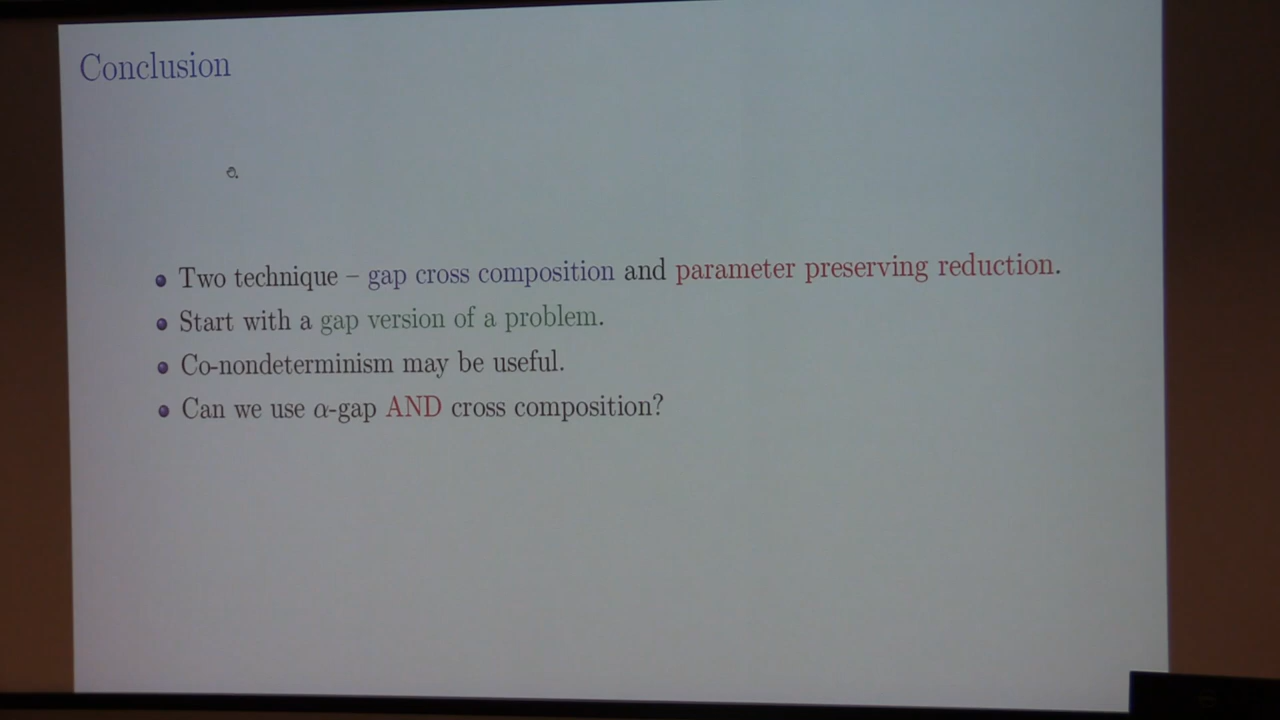 Conclusion
Two technique – gap cross composition and parameter preserving reduction.
Start with a gap version of a problem.
Co-nondeterminism may be useful.
Can we use α-gap AND cross composition?